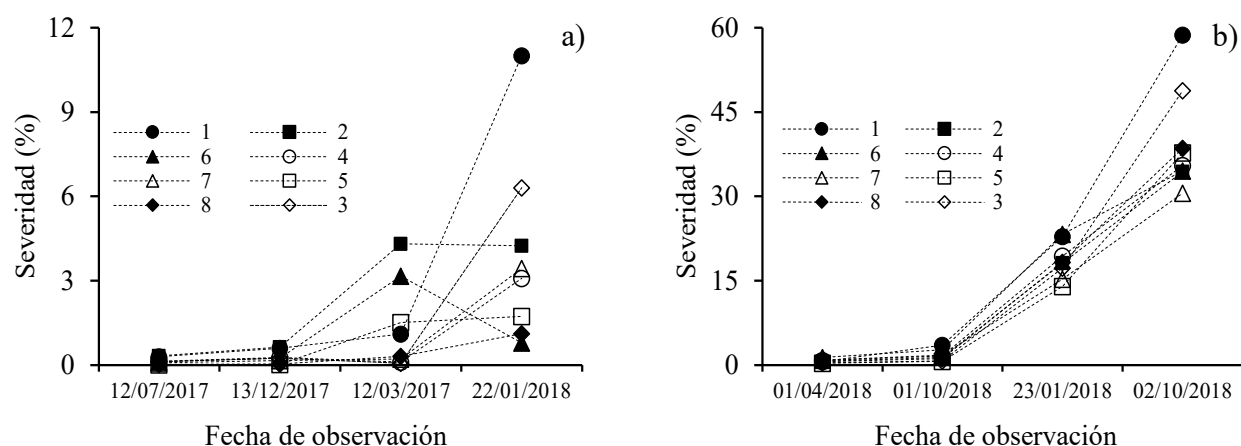 a)
Severidad (%)
12
9
6
3
0
1 2
6 4
7 5
8 3
12/07/2017 13/12/2017 12/03/2017 22/01/2018
Fecha de observación
b)
Severidad (%)
60
45
30
15
0
1 2
6 4
7 5
8 3
01/04/2018 01/10/2018 23/01/2018 02/10/2018
Fecha de observación